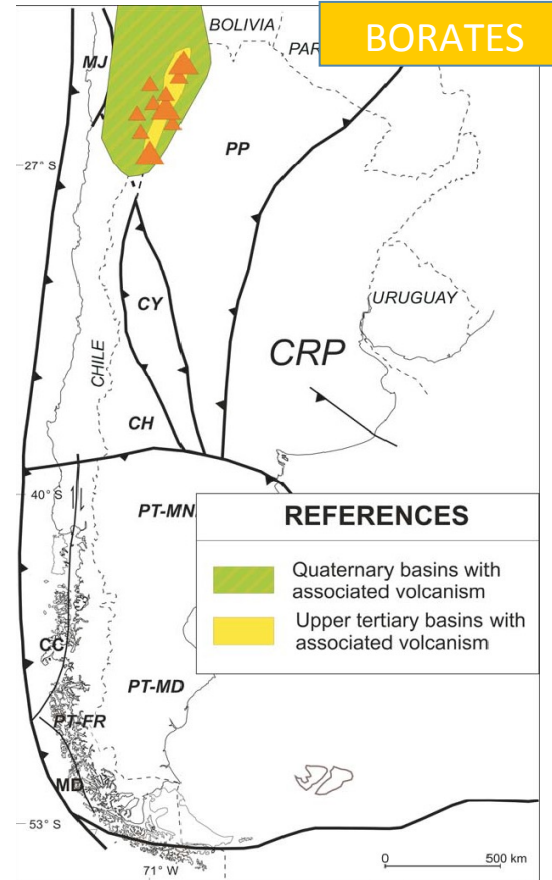 BOLIVIA
BORATES
PAR
MJ
PP
27° S
URUGUAY
CY
CHILE
CRP
CH
40° S
PT-MN
REFERENCES
Quaternary basins with
associated volcanism
Upper tertiary basins with
associated volcanism
CC
PT-MD
PT-FR
MD
53° S
71° W
0 500 km